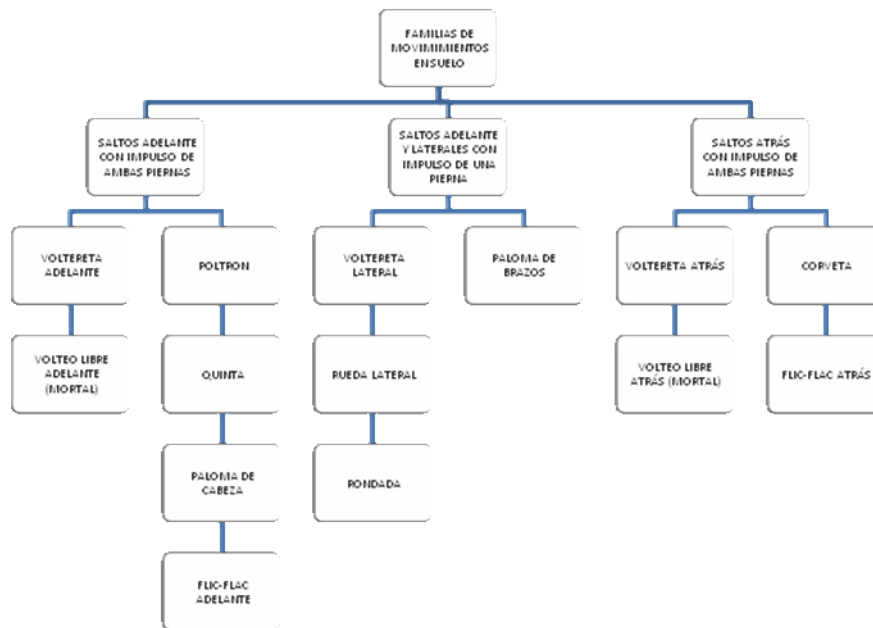 FAMILIAS DE
MOVIMIMIENTOS
EN SUELO
SALTOS ADELANTE
CON IMPULSO DE
AMBAS PIERNAS
SALTOS ADELANTE
Y LATERALES CON
IMPULSO DE UNA
PIERNA
SALTOS ATRÁS
CON IMPULSO DE
AMBAS PIERNAS
VOLTERETA
ADELANTE
POLTRON
VOLTERETA
LATERAL
PALOMA DE
BRAZOS
VOLTERETA ATRÁS
CORVETA
VOLTEO LIBRE
ADELANTE
(MORTAL)
QUINTA
RUEDA LATERAL
VOLTEO LIBRE
ATRÁS (MORTAL)
FLIC-FLAC ATRÁS
PALOMA DE
CABEZA
RONDADA
FLIC-FLAC
ADELANTE